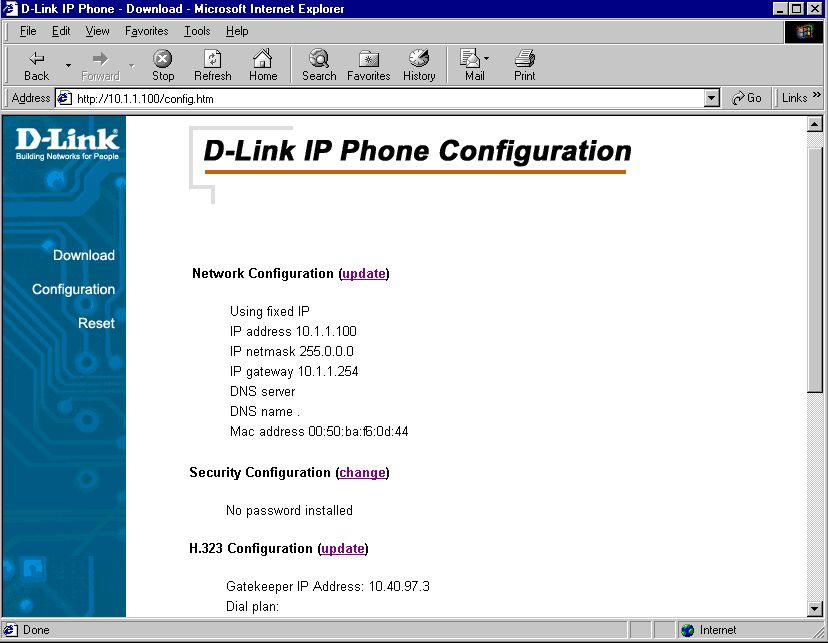 D-Link IP Phone - Download - Microsoft Internet Explorer
File Edit View Favorites Tools Help
Back Forward Stop Refresh Home Search Favorites History Mail Print
Address http://10.1.1.100/config.htm Go Links »
D-Link
Building Networks for People
Download
Configuration
Reset
D-Link IP Phone Configuration
Network Configuration (update)
Using fixed IP
IP address 10.1.1.100
IP netmask 255.0.0.0
IP gateway 10.1.1.254
DNS server
DNS name .
Mac address 00:50:ba:f6:0d:44
Security Configuration (change)
No password installed
H.323 Configuration (update)
Gatekeeper IP Address: 10.40.97.3
Dial plan:
Done Internet